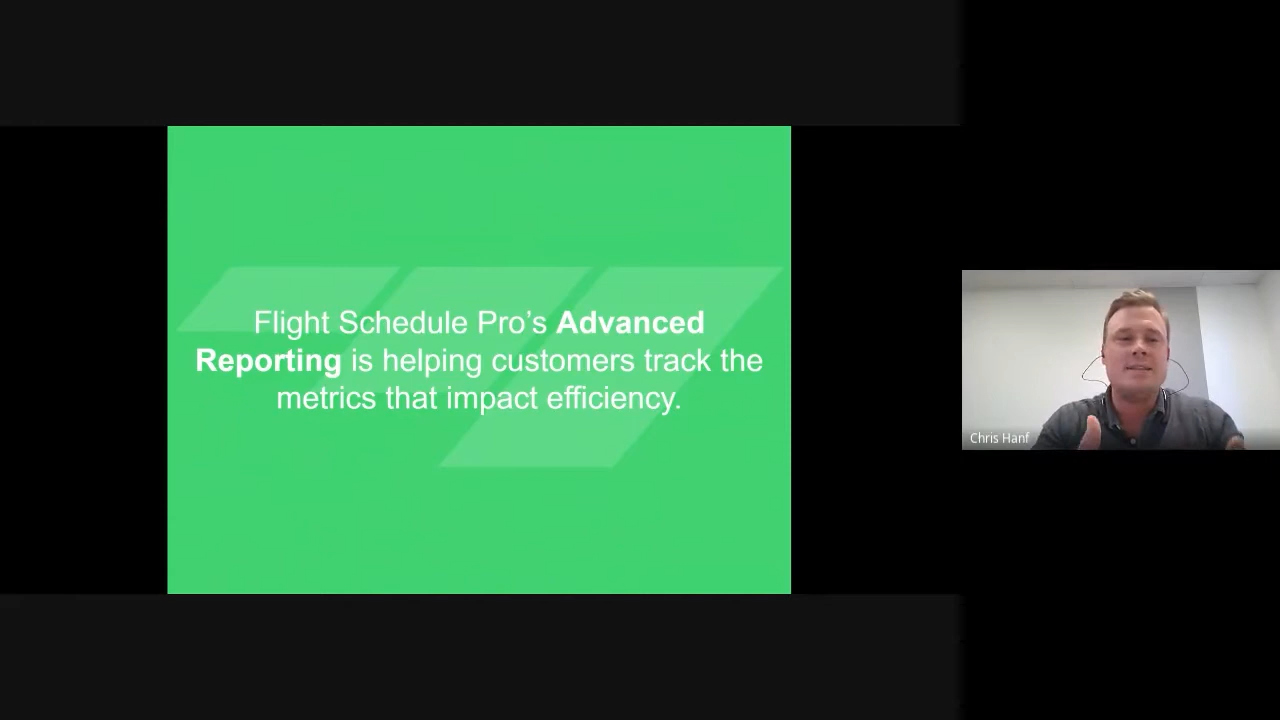 Flight Schedule Pro’s Advanced
Reporting is helping customers track the
metrics that impact efficiency.
Chris Hanf